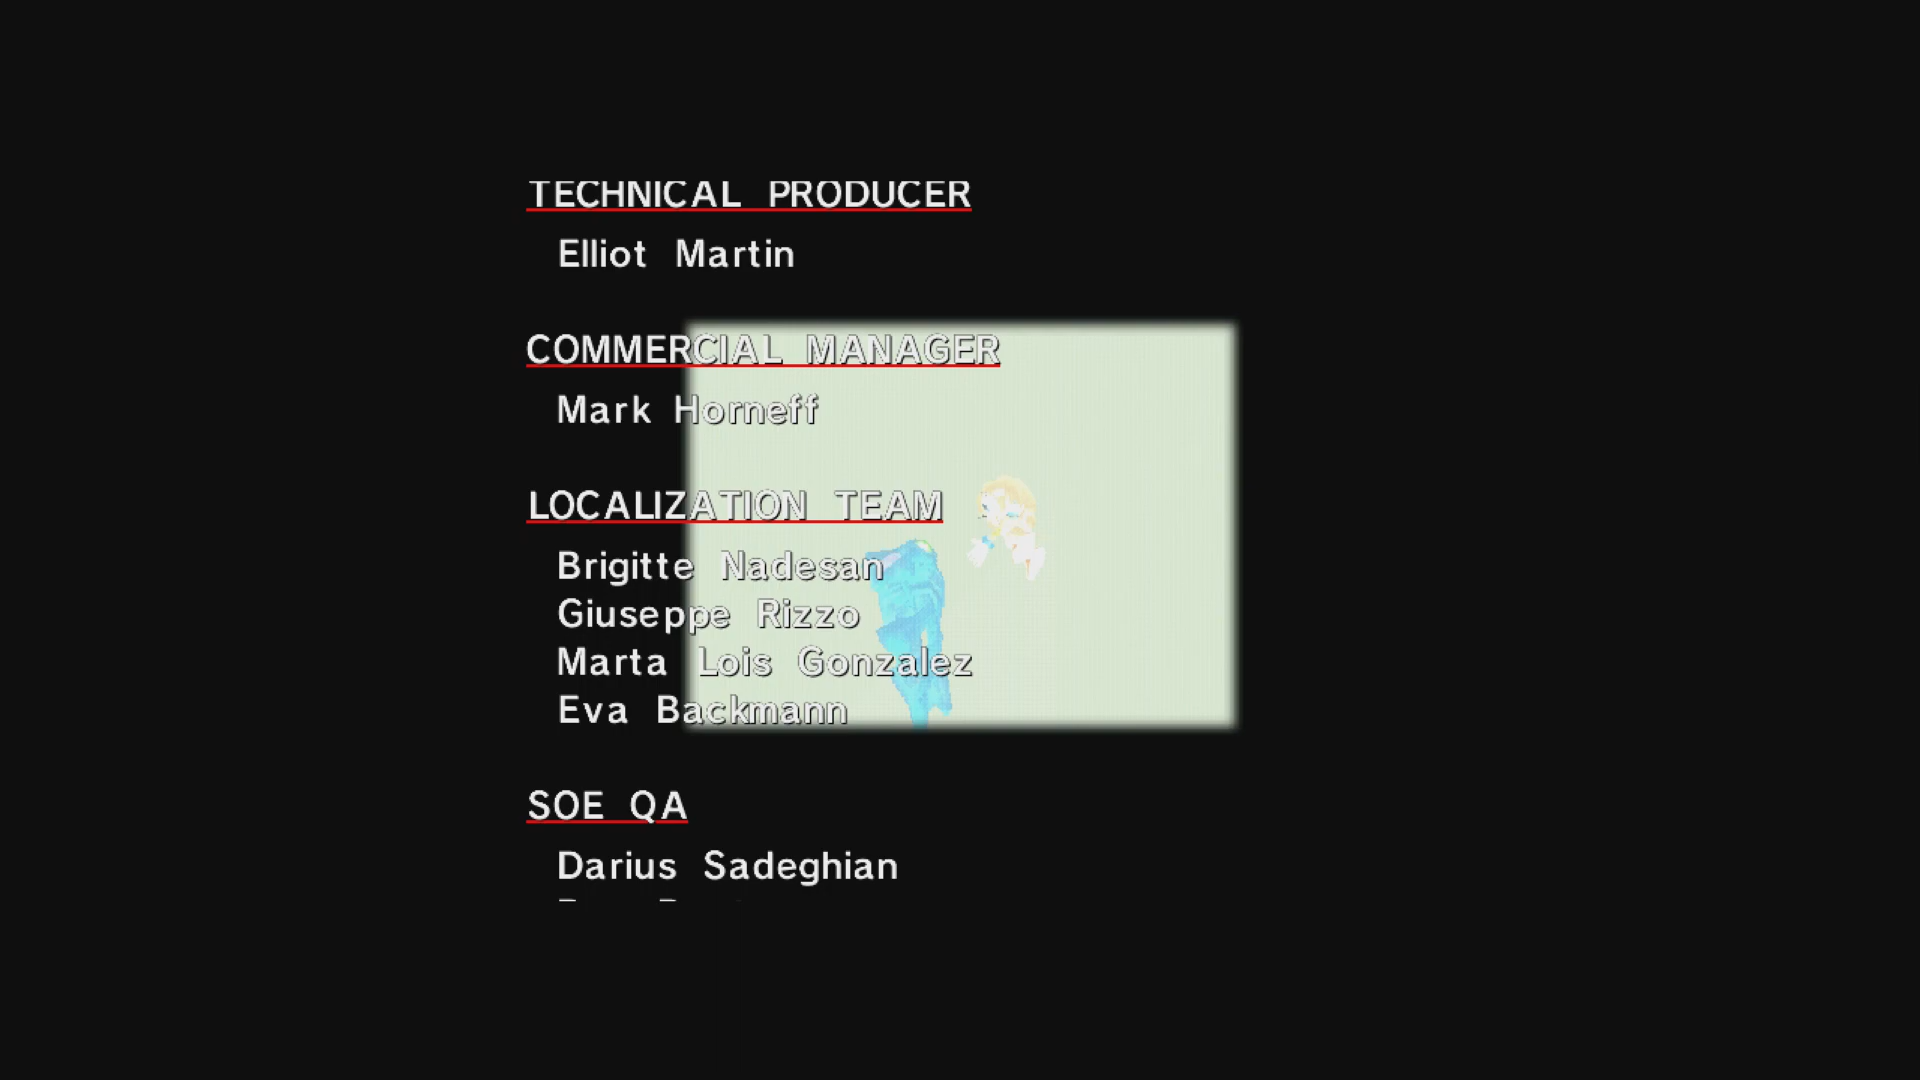 TECHNICAL PRODUCER
Elliot Martin
COMMERCIAL MANAGER
Mark Horneff
LOCALIZATION TEAM
Brigitte Nadesan
Giuseppe Rizzo
Marta Lois Gonzalez
Eva Backmann
SOE QA
Darius Sadeghian